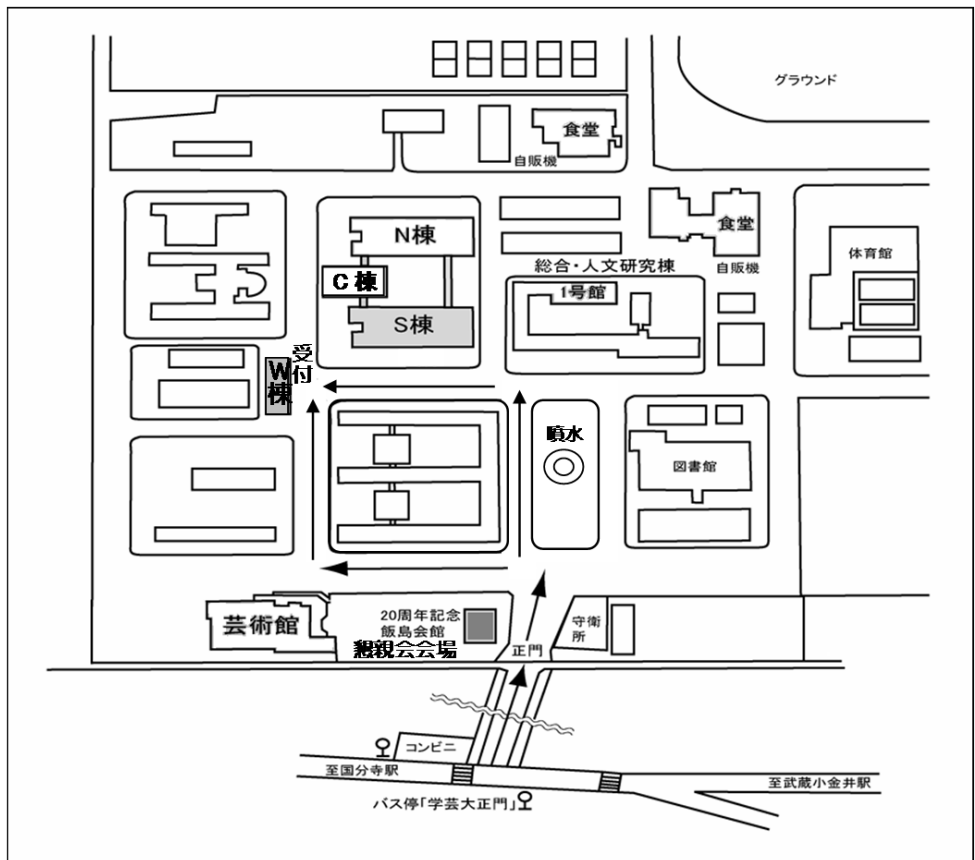 グラウンド
食堂
自販機
N棟
C棟
S棟
食堂
自販機
体育館
総合・人文研究棟
1号館
受付
W棟
噴水
図書館
芸術館
20周年記念
飯島会館
懇親会会場
守衛
所
正門
コンビニ
至国分寺駅
至武蔵小金井駅
バス停「学芸大正門」